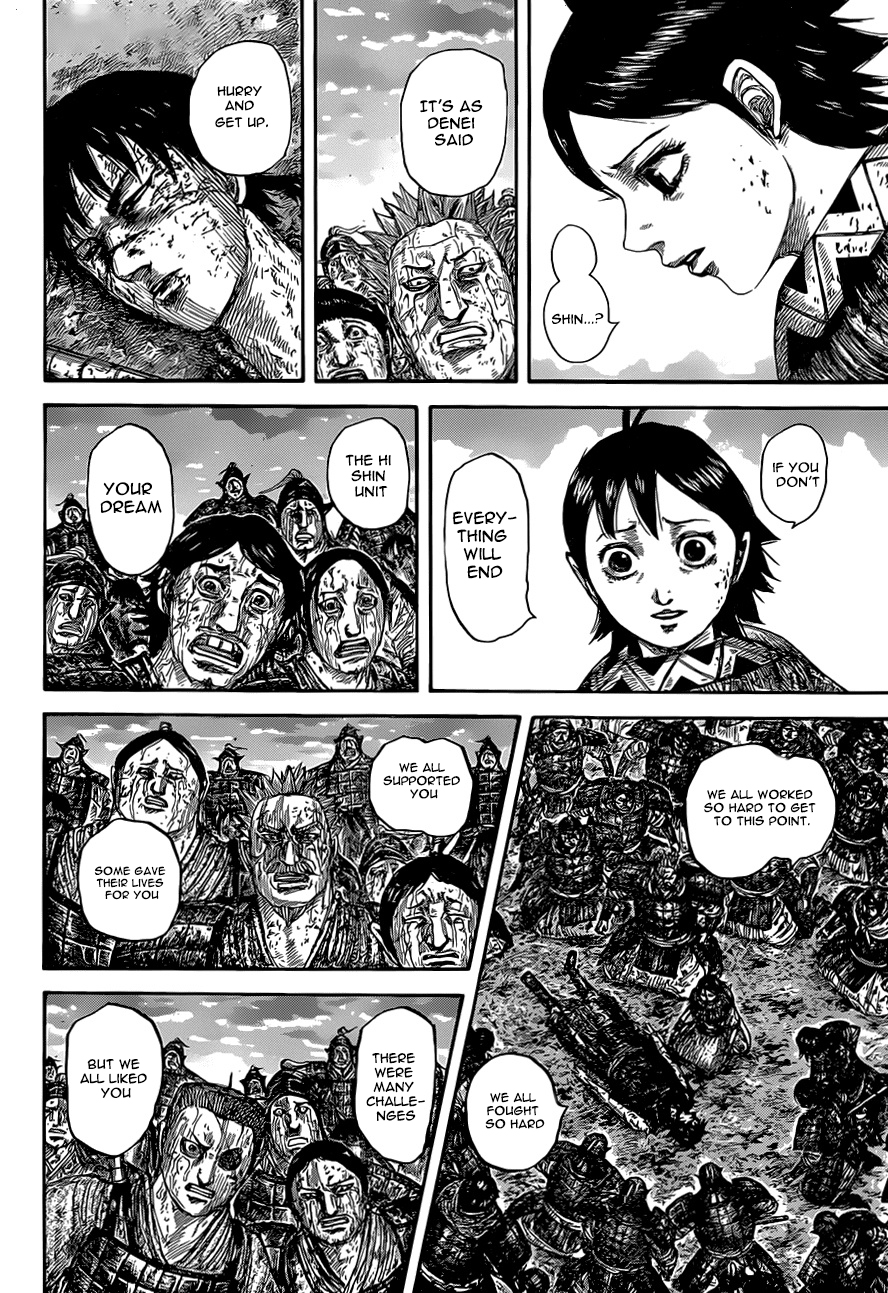 SHIN...?
IT'S AS
DENEI
SAID
HURRY
AND
GET UP.
IF YOU
DON'T
EVERY-
THING
WILL
END
THE HI
SHIN
UNIT
YOUR
DREAM
WE ALL WORKED
SO HARD TO GET
TO THIS POINT.
WE ALL
FOUGHT
SO HARD
WE ALL
SUPPORTED
YOU
SOME GAVE
THEIR LIVES
FOR YOU
THERE
WERE
MANY
CHALLE-
NGES
BUT WE
ALL LIKED
YOU